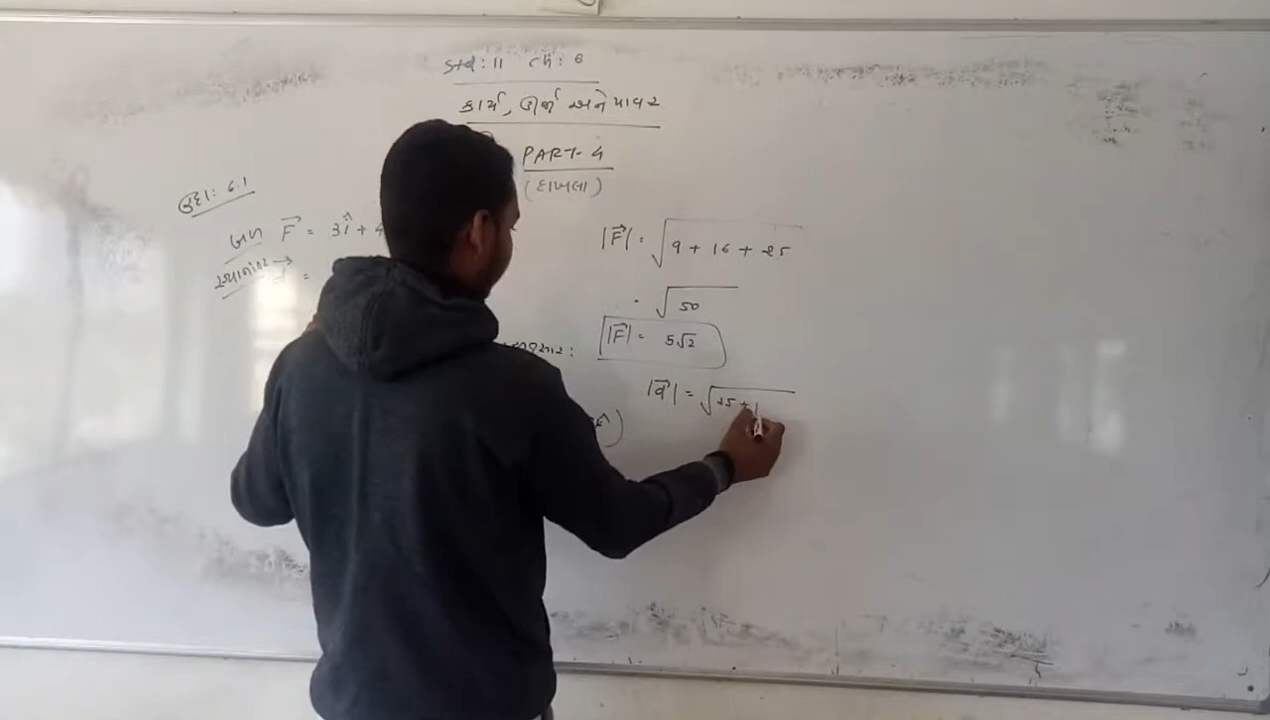 ધોરણ: 11 Ch: 6
કાર્ય, ઊર્જા અને પાવર
PART- 4
(દાખલા)
ઉદા: 6.1
બળ F⃗ = 3î + 4
સ્થાનાંતર d⃗ =
|F⃗| = √9 + 16 + 25
= √50
|F⃗| = 5√2
|d⃗| = √25 + 1